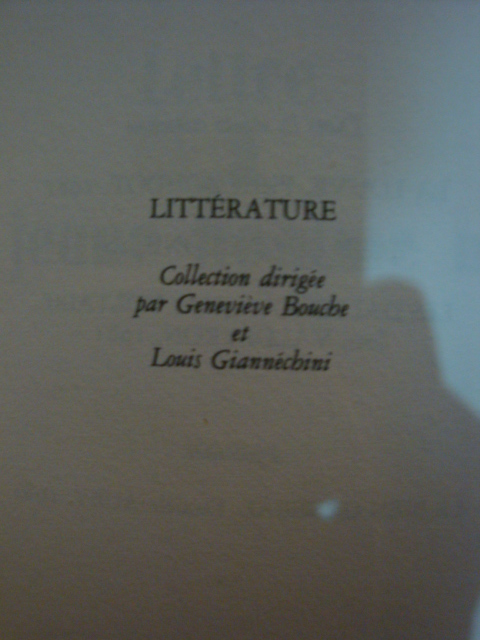 LITTÉRATURE
Collection dirigée
par Geneviève Bouche
et
Louis Giannéchini